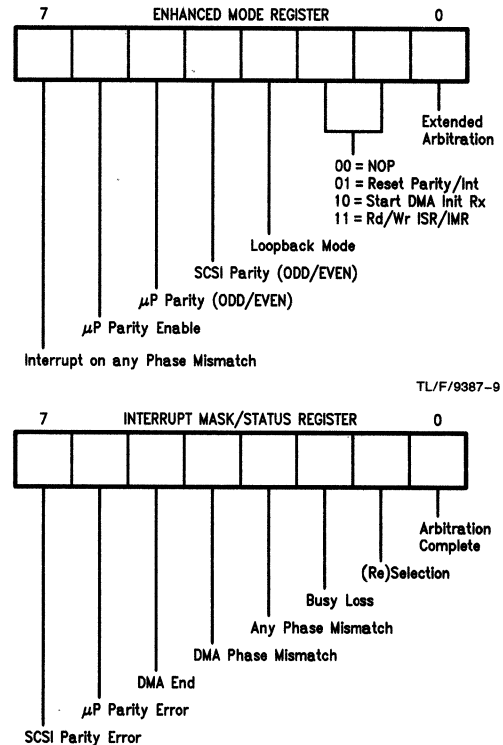 7 ENHANCED MODE REGISTER 0
Extended
Arbitration
00 = NOP
01 = Reset Parity/Int
10 = Start DMA Init Rx
11 = Rd/Wr ISR/IMR
Loopback Mode
SCSI Parity (ODD/EVEN)
μP Parity (ODD/EVEN)
μP Parity Enable
Interrupt on any Phase Mismatch
TL/F/9387-9
7 INTERRUPT MASK/STATUS REGISTER 0
Arbitration
Complete
(Re)Selection
Busy Loss
Any Phase Mismatch
DMA Phase Mismatch
DMA End
μP Parity Error
SCSI Parity Error